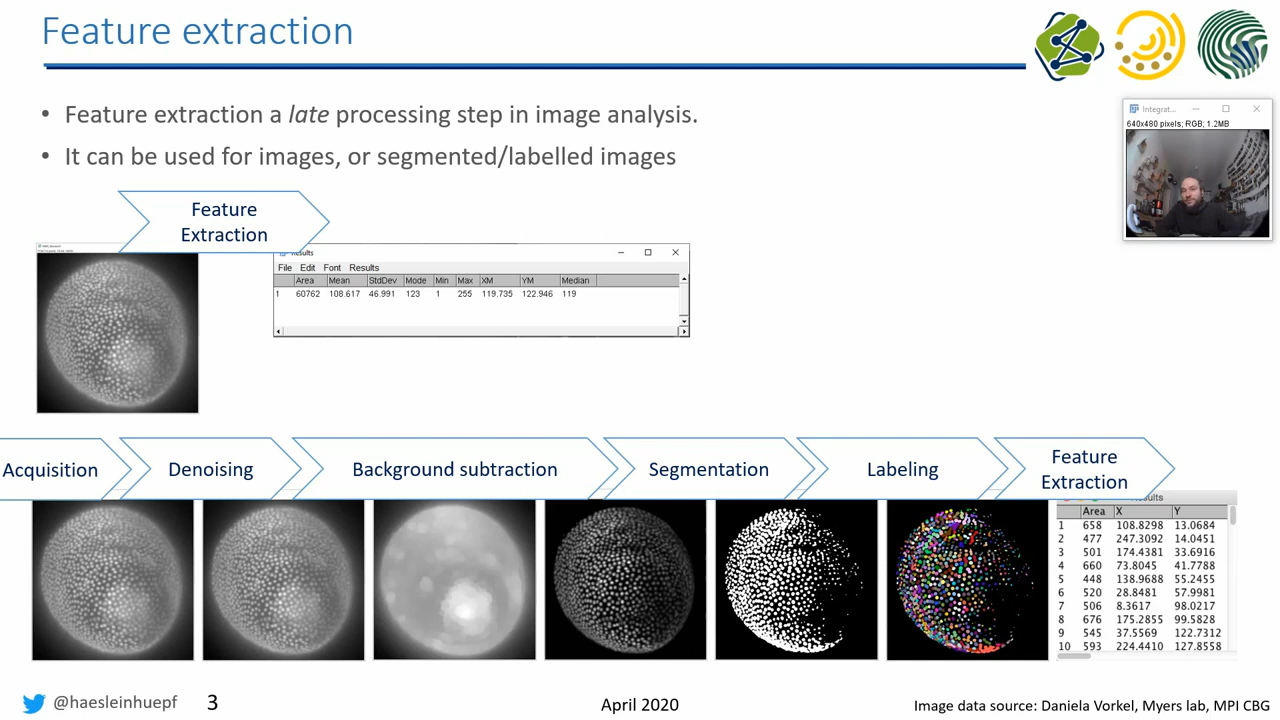 Feature extraction
• Feature extraction a late processing step in image analysis.
• It can be used for images, or segmented/labelled images
Integrat...
640x480 pixels; RGB; 1.2MB
Feature
Extraction
Results
File Edit Font Results
Area Mean StdDev Mode Min Max XM YM Median
1 60762 108.617 46.991 123 1 255 119.735 122.946 119
Acquisition
Denoising
Background subtraction
Segmentation
Labeling
Feature
Extraction
Results
Area X Y
1 658 108.8298 13.0684
2 477 247.3092 14.0451
3 501 174.4381 33.6916
4 660 73.8045 41.7788
5 448 138.9688 55.2455
6 520 28.8481 57.9981
7 506 8.3617 98.0217
8 676 175.2855 99.5828
9 545 37.5569 122.7312
10 593 224.4410 127.8558
@haesleinhuepf
3
April 2020
Image data source: Daniela Vorkel, Myers lab, MPI CBG